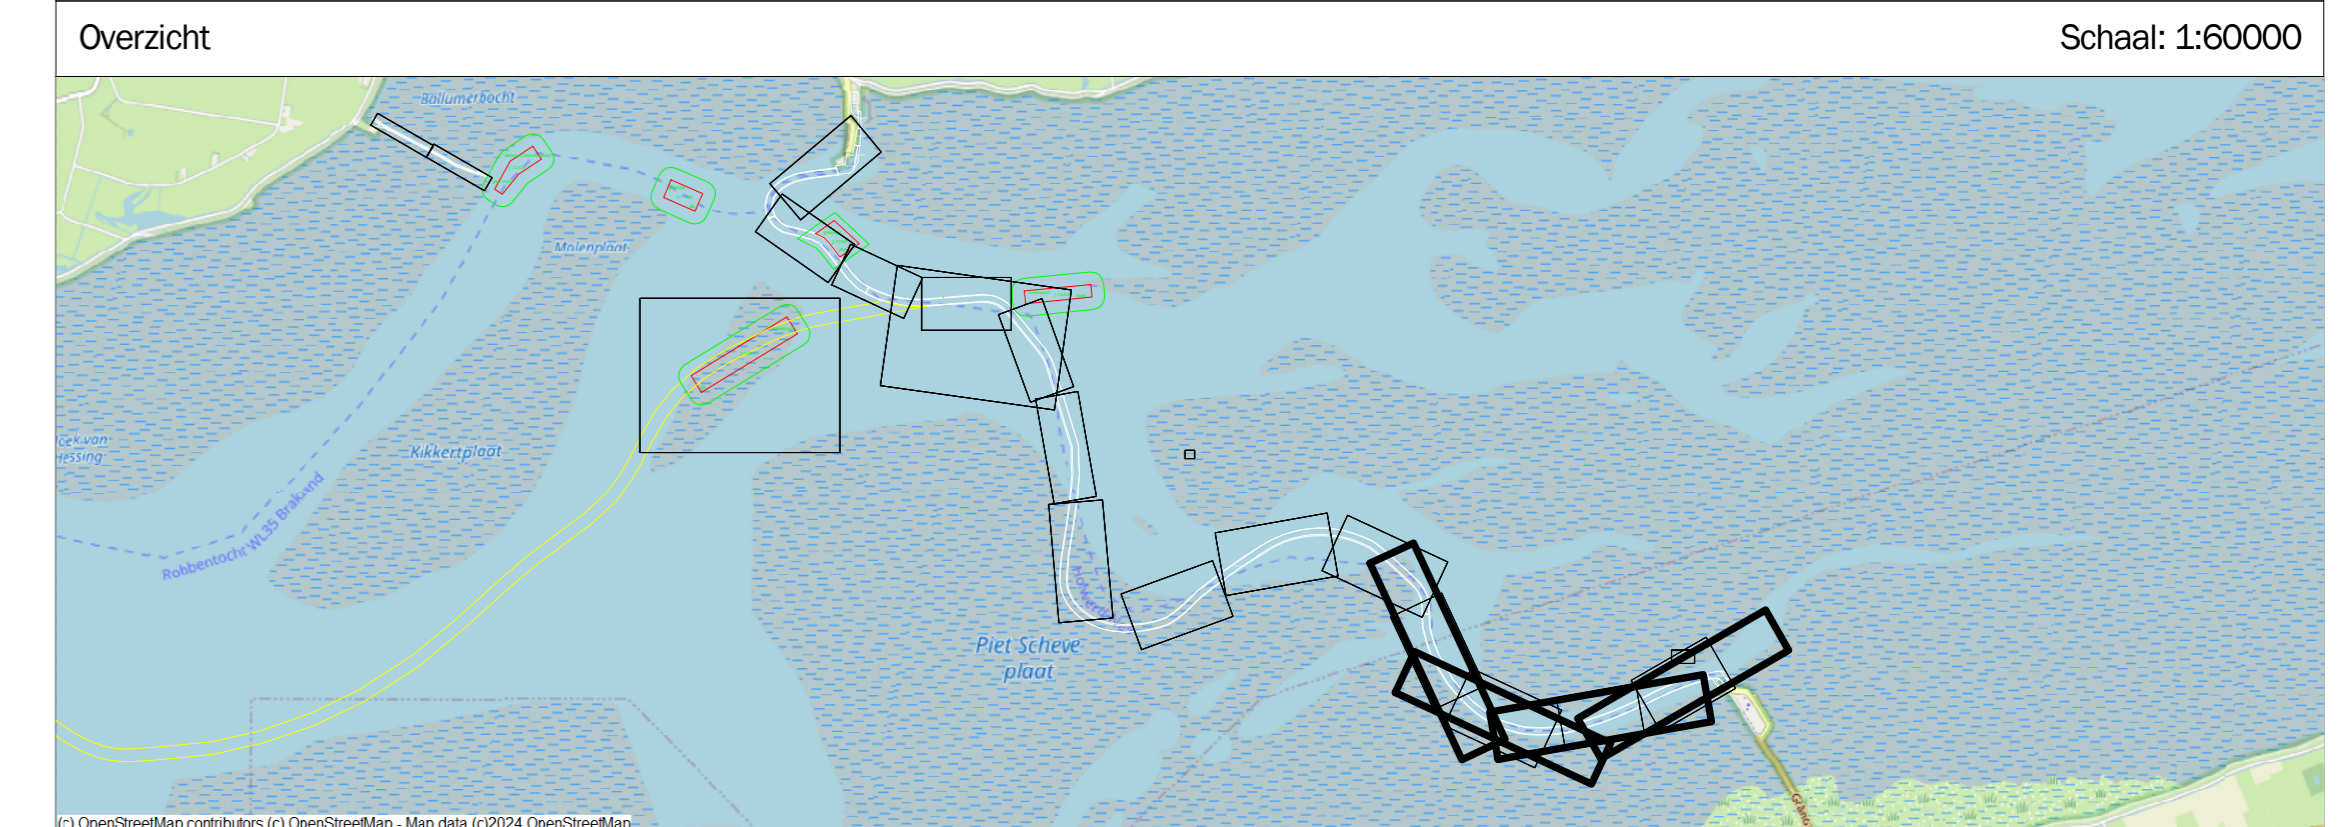 Overzicht
Schaal: 1:60000
Ballumerbocht
Molenplaat
Kikkertplaat
Robbentocht WL35 Brakzand
Piet Scheve
plaat
(c) OpenStreetMap contributors (c) OpenStreetMap - Map data (c)2024 OpenStreetMap